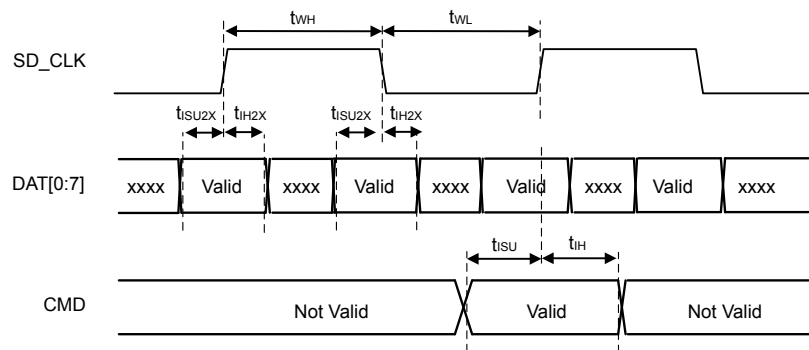 tWH tWL
SD_CLK
tISU2X tIH2X tISU2X tIH2X
DAT[0:7] xxxx Valid xxxx Valid xxxx Valid xxxx Valid xxxx
tISU tIH
CMD Not Valid Valid Not Valid